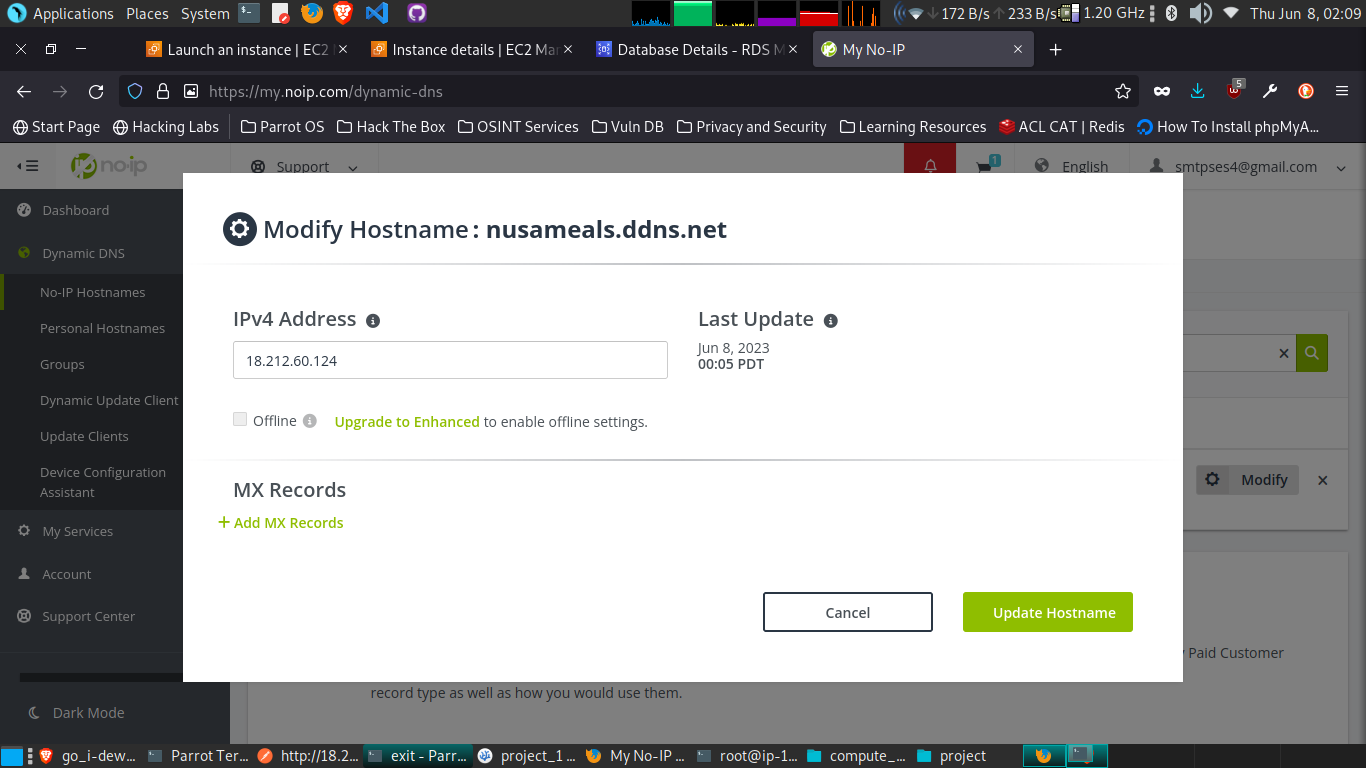 Applications Places System 172 B/s 233 B/s 1.20 GHz Thu Jun 8, 02:09
Launch an instance | EC2 Instance details | EC2 Mar Database Details - RDS M My No-IP
https://my.noip.com/dynamic-dns 5
Start Page Hacking Labs Parrot OS Hack The Box OSINT Services Vuln DB Privacy and Security Learning Resources ACL CAT | Redis How To Install phpMyA...
no-ip Support 1 English smtpses4@gmail.com
Dashboard
Dynamic DNS
No-IP Hostnames
Personal Hostnames
Groups
Dynamic Update Client
Update Clients
Device Configuration
Assistant
My Services
Account
Support Center
Dark Mode
Modify Hostname : nusameals.ddns.net
IPv4 Address Last Update
18.212.60.124 Jun 8, 2023
00:05 PDT
Offline Upgrade to Enhanced to enable offline settings.
MX Records
+ Add MX Records
Cancel Update Hostname
Modify
Paid Customer
record type as well as how you would use them.
go_i-dew... Parrot Ter... http://18.2... exit - Parr... project_1 ... My No-IP ... root@ip-1... compute_... project